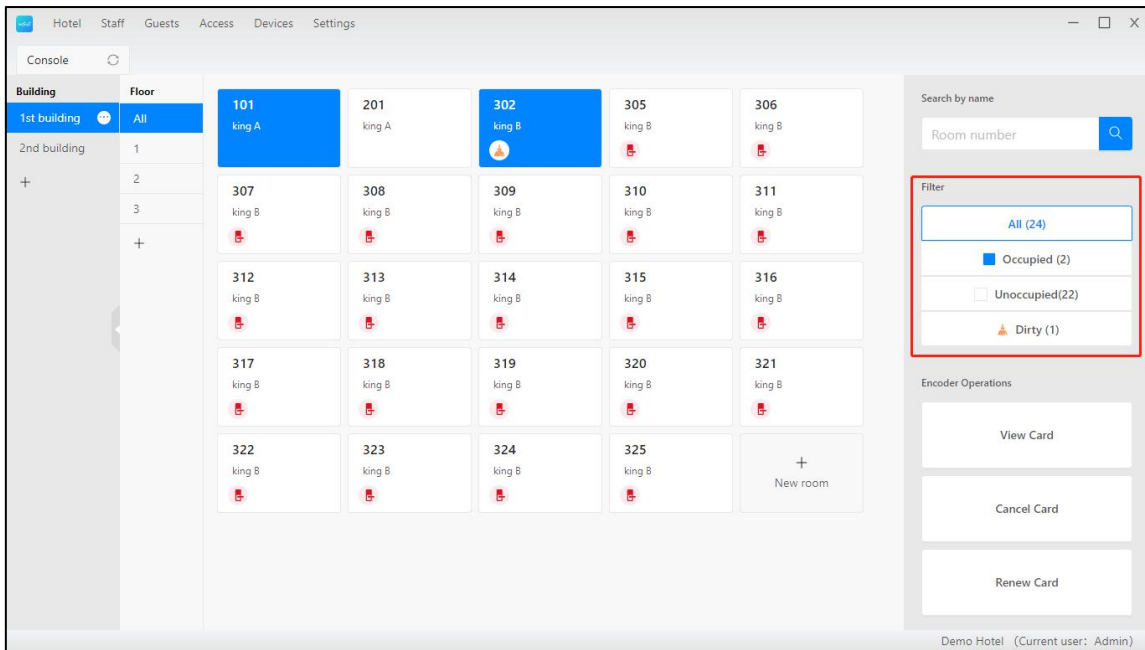 Hotel Staff Guests Access Devices Settings
Console
Building
1st building
2nd building
+
Floor
All
1
2
3
+
101
king A
201
king A
302
king B
305
king B
306
king B
307
king B
308
king B
309
king B
310
king B
311
king B
312
king B
313
king B
314
king B
315
king B
316
king B
317
king B
318
king B
319
king B
320
king B
321
king B
322
king B
323
king B
324
king B
325
king B
+
New room
Search by name
Room number
Filter
All (24)
Occupied (2)
Unoccupied(22)
Dirty (1)
Encoder Operations
View Card
Cancel Card
Renew Card
Demo Hotel (Current user: Admin)